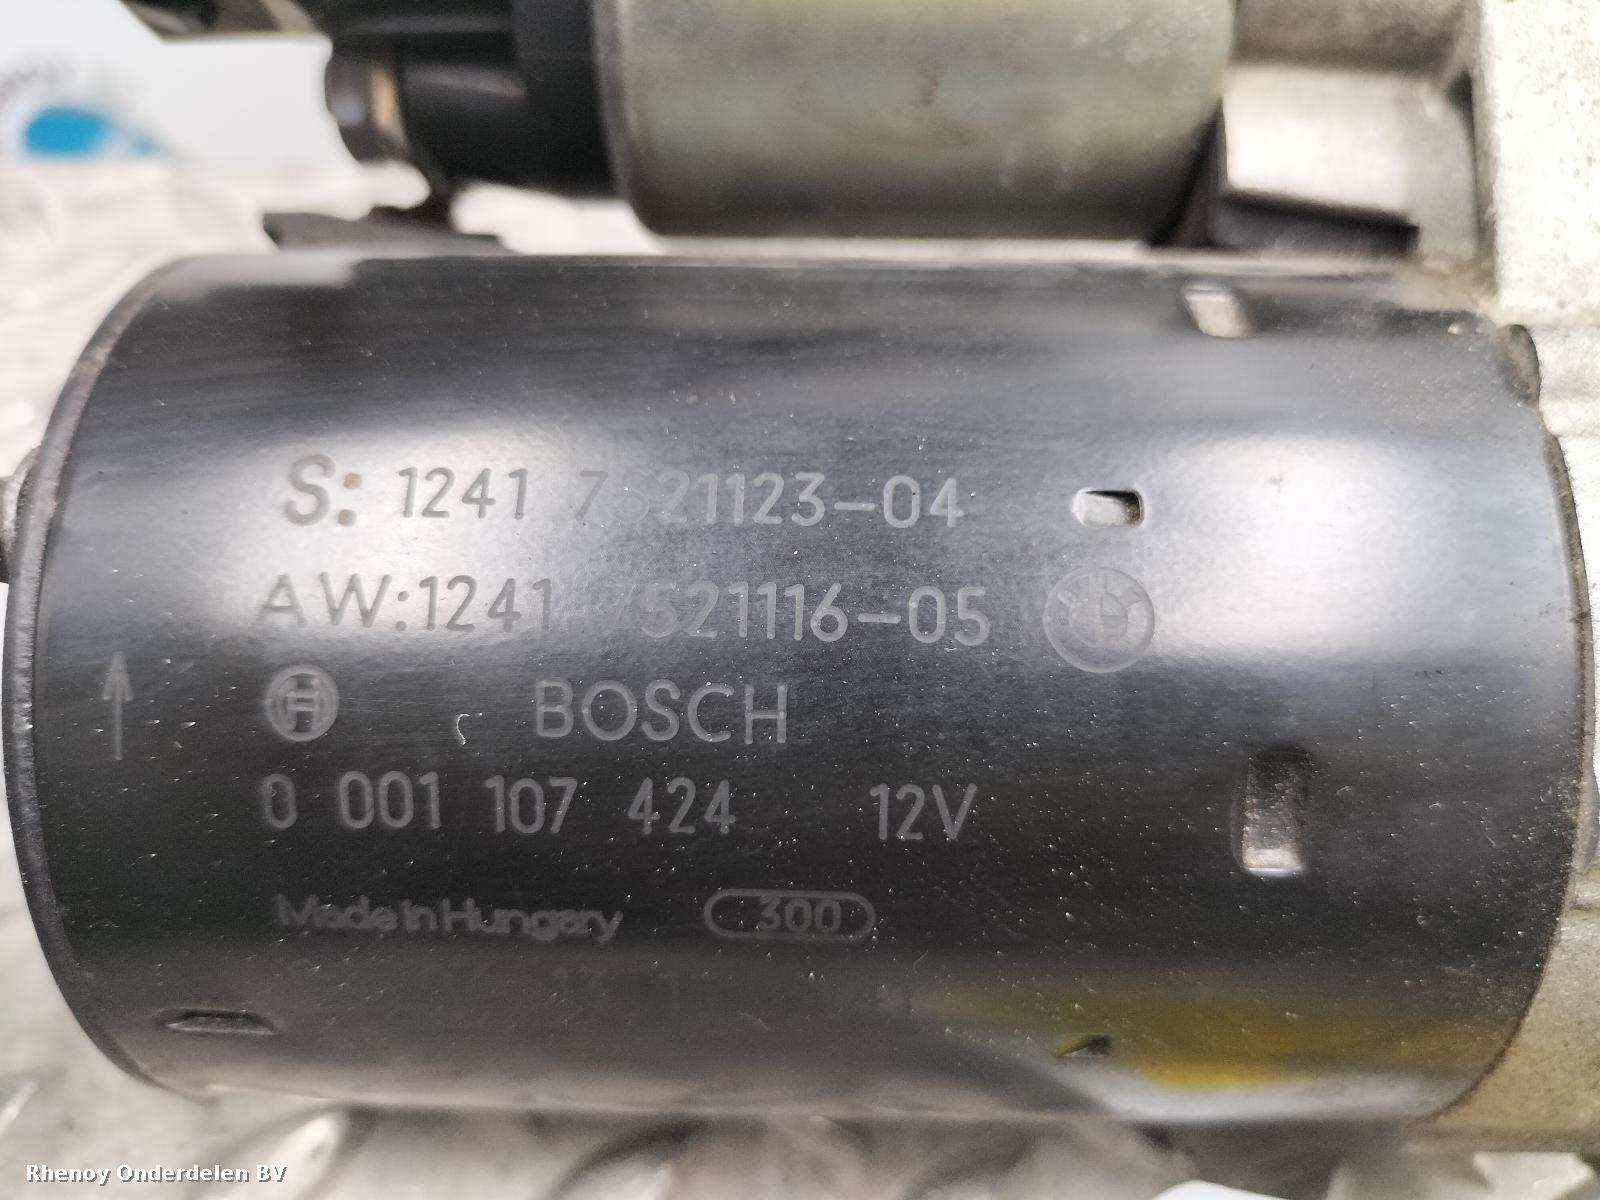 S: 1241 7521123-04
AW:1241 7521116-05
BOSCH
0 001 107 424 12V
Made in Hungary 300
Rhenoy Onderdelen BV